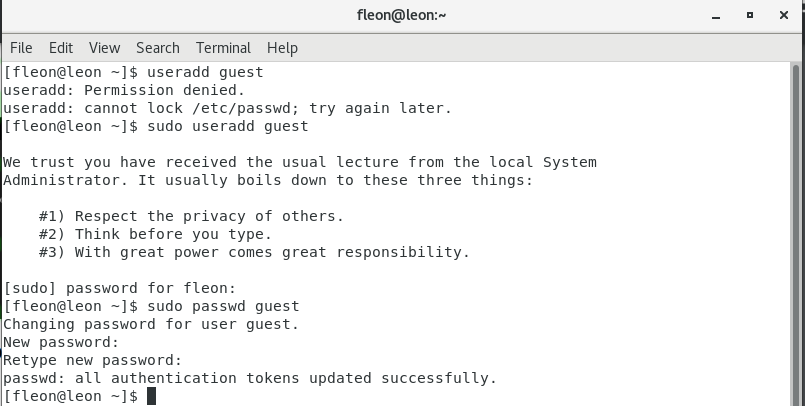 fleon@leon:~
File Edit View Search Terminal Help
[fleon@leon ~]$ useradd guest
useradd: Permission denied.
useradd: cannot lock /etc/passwd; try again later.
[fleon@leon ~]$ sudo useradd guest
We trust you have received the usual lecture from the local System
Administrator. It usually boils down to these three things:
#1) Respect the privacy of others.
#2) Think before you type.
#3) With great power comes great responsibility.
[sudo] password for fleon:
[fleon@leon ~]$ sudo passwd guest
Changing password for user guest.
New password:
Retype new password:
passwd: all authentication tokens updated successfully.
[fleon@leon ~]$